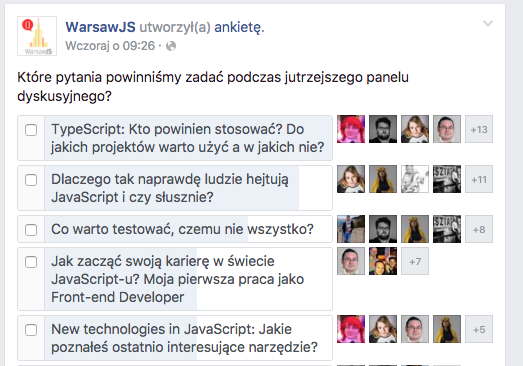 WarsawJS utworzył(a) ankietę.
Wczoraj o 09:26 ·
WarsawJS
Które pytania powinniśmy zadać podczas jutrzejszego panelu
dyskusyjnego?
TypeScript: Kto powinien stosować? Do
jakich projektów warto użyć a w jakich nie?
+13
Dlaczego tak naprawdę ludzie hejtują
JavaScript i czy słusznie?
+11
Co warto testować, czemu nie wszystko?
+8
Jak zacząć swoją karierę w świecie
JavaScript-u? Moja pierwsza praca jako
Front-end Developer
+7
New technologies in JavaScript: Jakie
poznałeś ostatnio interesujące narzędzie?
+5